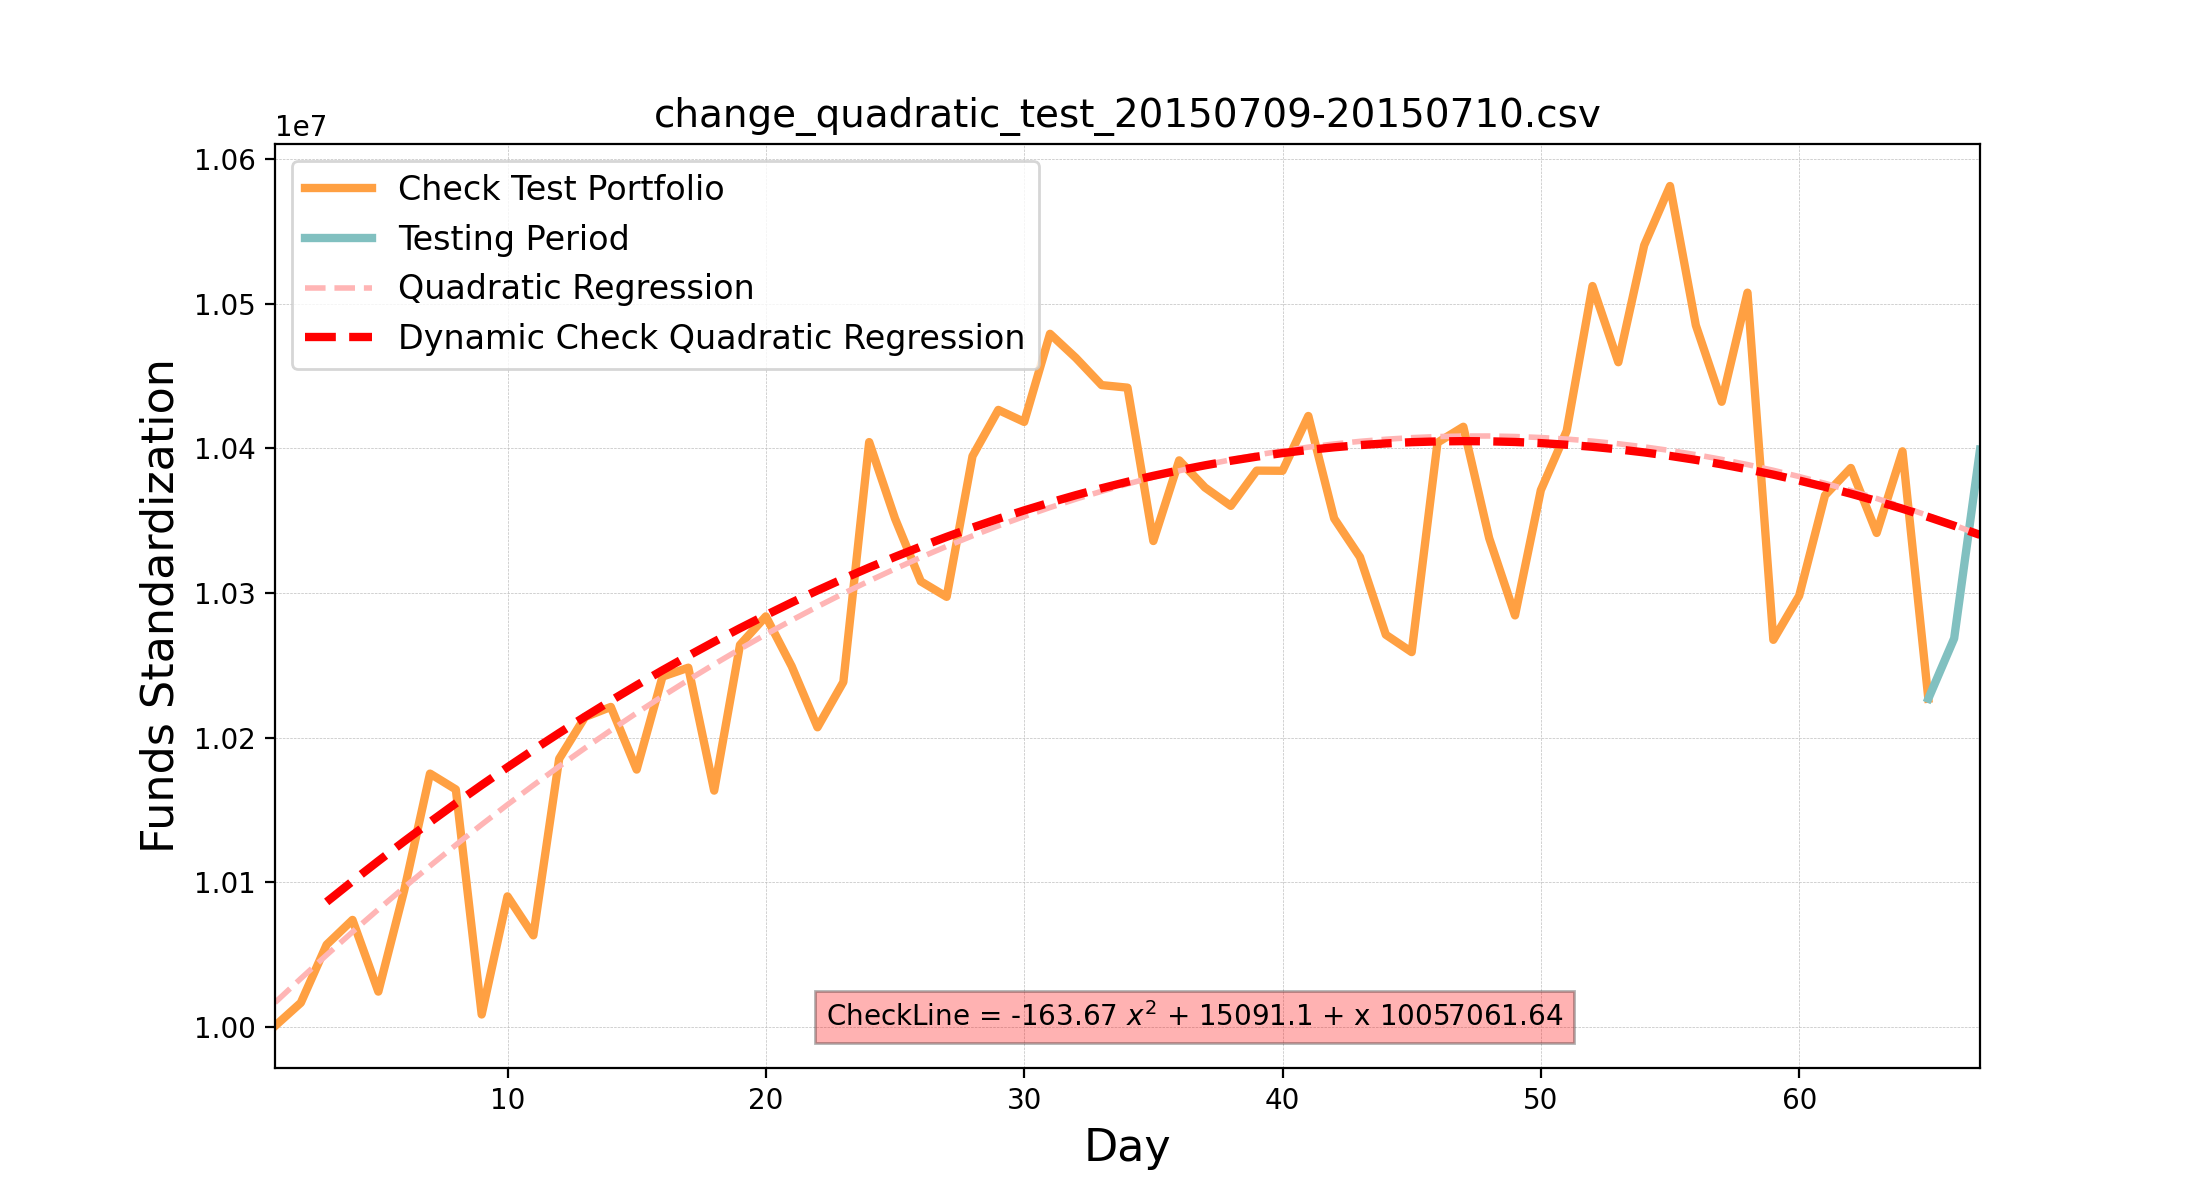 change_quadratic_test_20150709-20150710.csv
1e7
1.06
1.05
1.04
1.03
1.02
1.01
1.00
Funds Standardization
Check Test Portfolio
Testing Period
Quadratic Regression
Dynamic Check Quadratic Regression
CheckLine = -163.67 x² + 15091.1 + x 10057061.64
10 20 30 40 50 60
Day